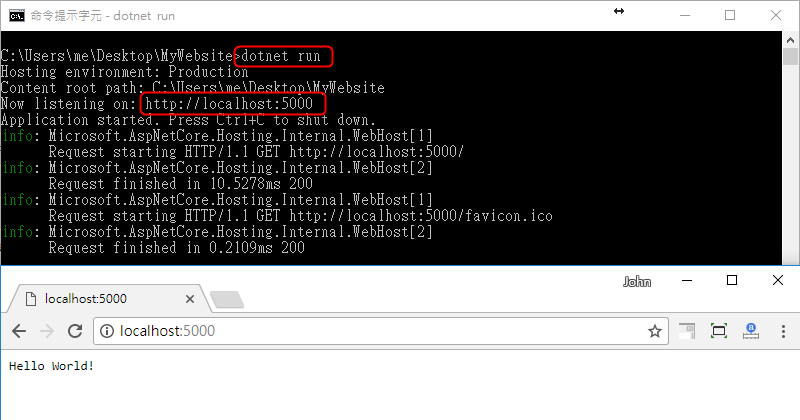 命令提示字元 - dotnet run
C:\Users\me\Desktop\MyWebsite>dotnet run
Hosting environment: Production
Content root path: C:\Users\me\Desktop\MyWebsite
Now listening on: http://localhost:5000
Application started. Press Ctrl+C to shut down.
info: Microsoft.AspNetCore.Hosting.Internal.WebHost[1]
Request starting HTTP/1.1 GET http://localhost:5000/
info: Microsoft.AspNetCore.Hosting.Internal.WebHost[2]
Request finished in 10.5278ms 200
info: Microsoft.AspNetCore.Hosting.Internal.WebHost[1]
Request starting HTTP/1.1 GET http://localhost:5000/favicon.ico
info: Microsoft.AspNetCore.Hosting.Internal.WebHost[2]
Request finished in 0.2109ms 200
John
localhost:5000
localhost:5000
Hello World!